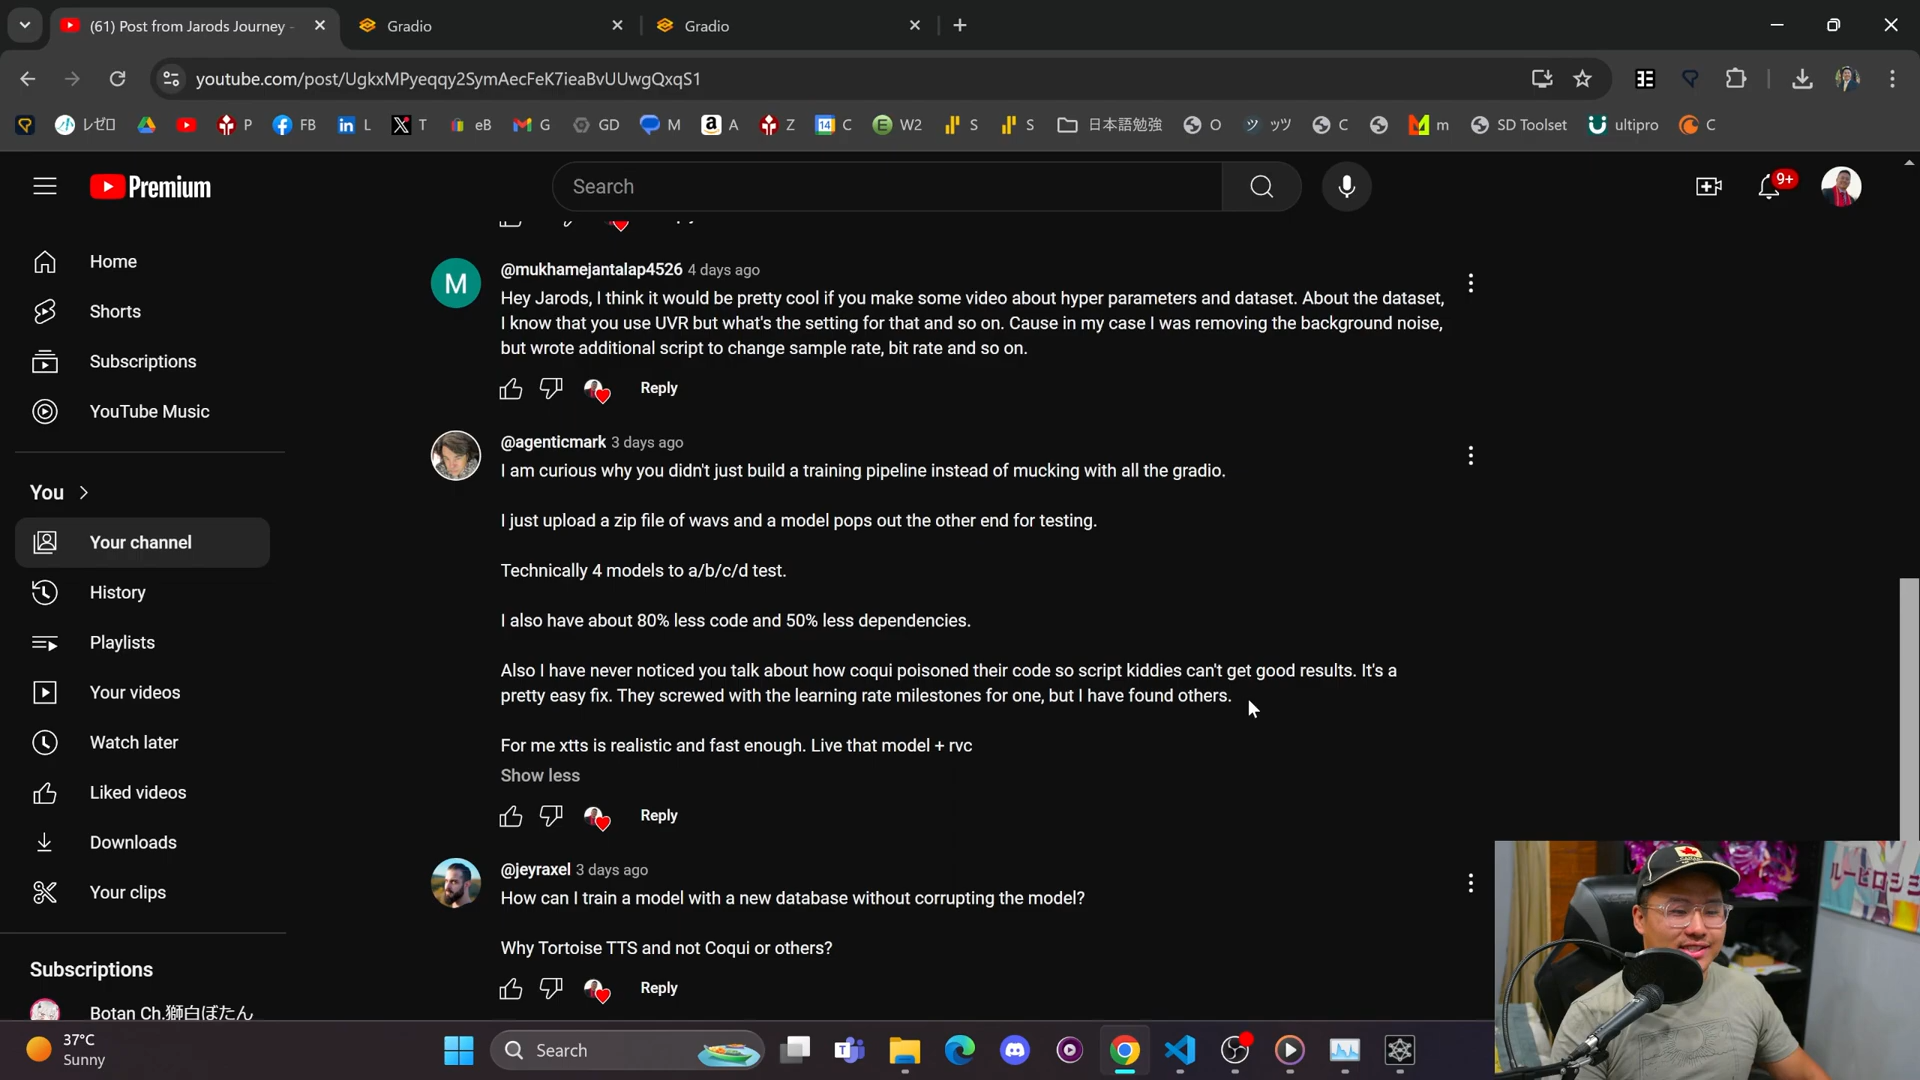 (61) Post from Jarods Journey -
Gradio
Gradio
youtube.com/post/UgkxMPyeqqy2SymAecFeK7ieaBvUUwgQxqS1
レゼロ
P
FB
L
T
eB
G
GD
M
A
Z
C
W2
S
S
日本語勉強
O
ッツ
C
m
SD Toolset
ultipro
C
Premium
Search
9+
Home
Shorts
Subscriptions
YouTube Music
You
Your channel
History
Playlists
Your videos
Watch later
Liked videos
Downloads
Your clips
Subscriptions
Botan Ch.獅白ぼたん
M
@mukhamejantalap4526 4 days ago
Hey Jarods, I think it would be pretty cool if you make some video about hyper parameters and dataset. About the dataset,
I know that you use UVR but what's the setting for that and so on. Cause in my case I was removing the background noise,
but wrote additional script to change sample rate, bit rate and so on.
Reply
@agenticmark 3 days ago
I am curious why you didn't just build a training pipeline instead of mucking with all the gradio.
I just upload a zip file of wavs and a model pops out the other end for testing.
Technically 4 models to a/b/c/d test.
I also have about 80% less code and 50% less dependencies.
Also I have never noticed you talk about how coqui poisoned their code so script kiddies can't get good results. It's a
pretty easy fix. They screwed with the learning rate milestones for one, but I have found others.
For me xtts is realistic and fast enough. Live that model + rvc
Show less
Reply
@jeyraxel 3 days ago
How can I train a model with a new database without corrupting the model?
Why Tortoise TTS and not Coqui or others?
Reply
37°C
Sunny
Search